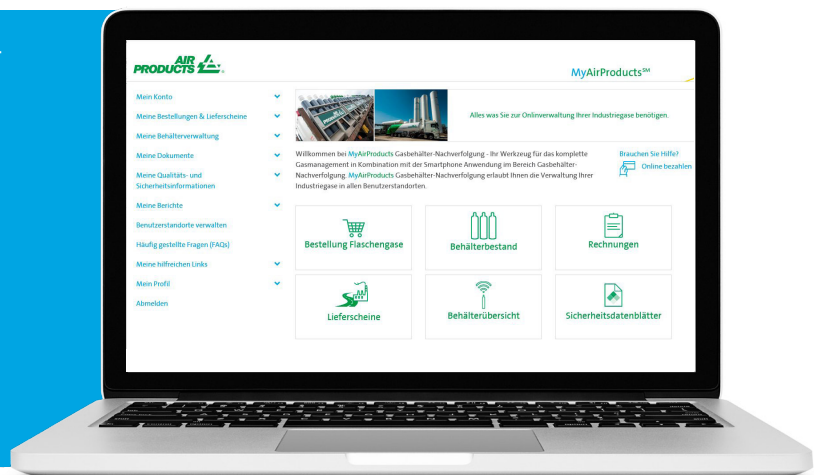 AIR
PRODUCTS
MyAirProducts℠
Mein Konto
Meine Bestellungen & Lieferscheine
Meine Behälterverwaltung
Meine Dokumente
Meine Qualitäts- und
Sicherheitsinformationen
Meine Berichte
Benutzerstandorte verwalten
Häufig gestellte Fragen (FAQs)
Meine hilfreichen Links
Mein Profil
Abmelden
Alles was Sie zur Onlinverwaltung Ihrer Industriegase benötigen.
Willkommen bei MyAirProducts Gasbehälter-Nachverfolgung - Ihr Werkzeug für das komplette
Gasmanagement in Kombination mit der Smartphone Anwendung im Bereich Gasbehälter-
Nachverfolgung. MyAirProducts Gasbehälter-Nachverfolgung erlaubt Ihnen die Verwaltung Ihrer
Industriegase in allen Benutzerstandorten.
Brauchen Sie Hilfe?
Online bezahlen
Bestellung Flaschengase
Behälterbestand
Rechnungen
Lieferscheine
Behälterübersicht
Sicherheitsdatenblätter